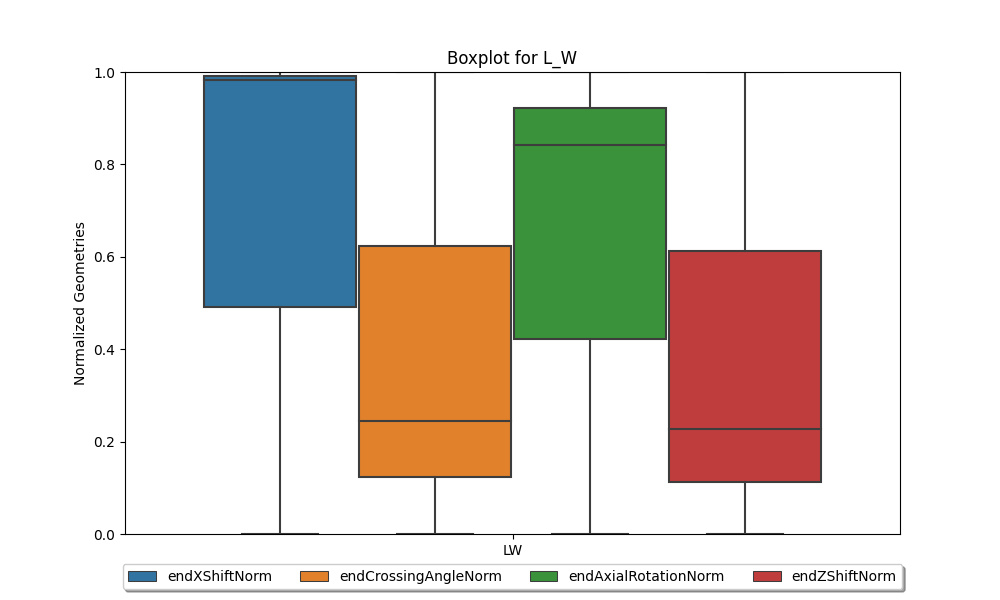 Boxplot for L_W
1.0
0.8
0.6
0.4
0.2
0.0
Normalized Geometries
LW
endXShiftNorm endCrossingAngleNorm endAxialRotationNorm endZShiftNorm